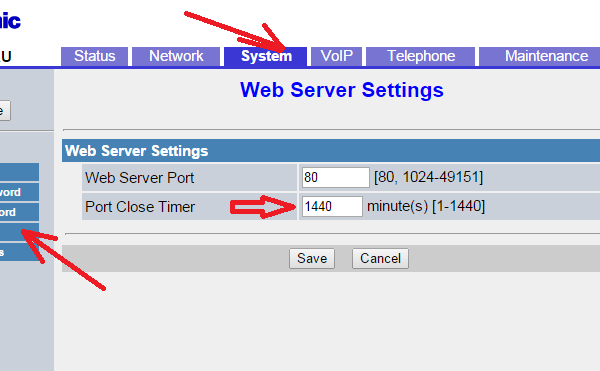 nic
U
Status Network System VoIP Telephone Maintenance
Web Server Settings
e
Web Server Settings
word
Web Server Port 80 [80, 1024-49151]
ord
Port Close Timer 1440 minute(s) [1-1440]
s
Save Cancel